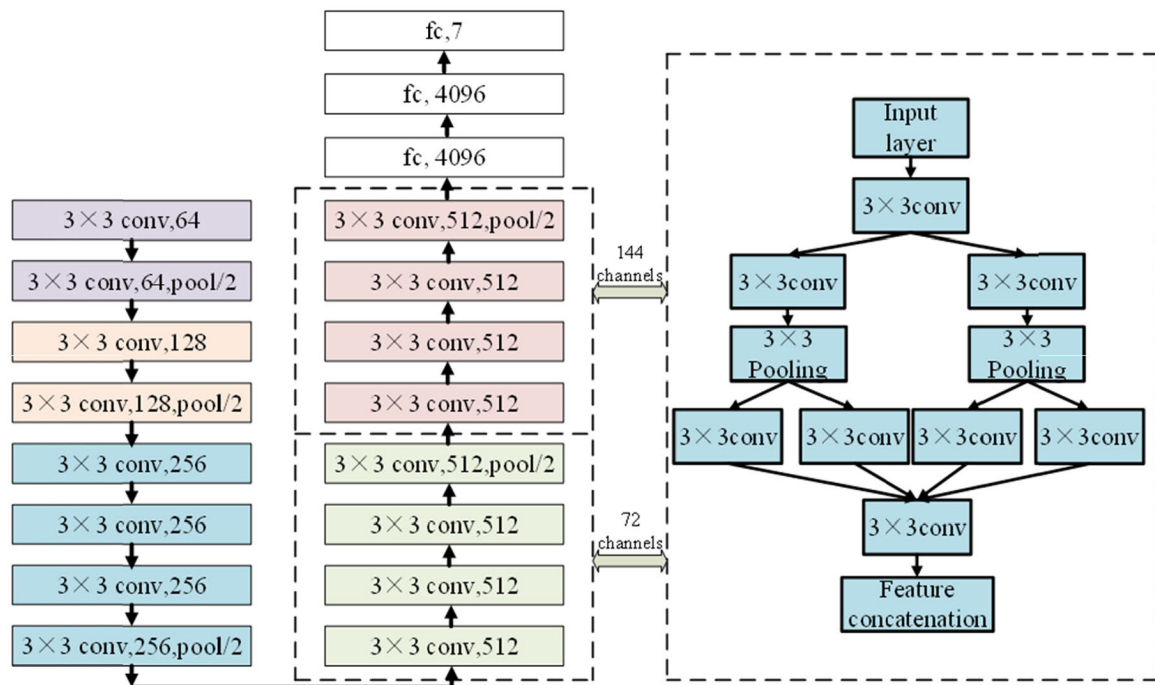 3×3 conv,64
3×3 conv,64,pool/2
3×3 conv,128
3×3 conv,128,pool/2
3×3 conv,256
3×3 conv,256
3×3 conv,256
3×3 conv,256,pool/2
fc,7
fc, 4096
fc, 4096
3×3 conv,512,pool/2
3×3 conv,512
3×3 conv,512
3×3 conv,512
3×3 conv,512,pool/2
3×3 conv,512
3×3 conv,512
3×3 conv,512
144
channels
72
channels
Input
layer
3×3conv
3×3conv
3×3conv
3×3
Pooling
3×3
Pooling
3×3conv
3×3conv
3×3conv
3×3conv
3×3conv
Feature
concatenation